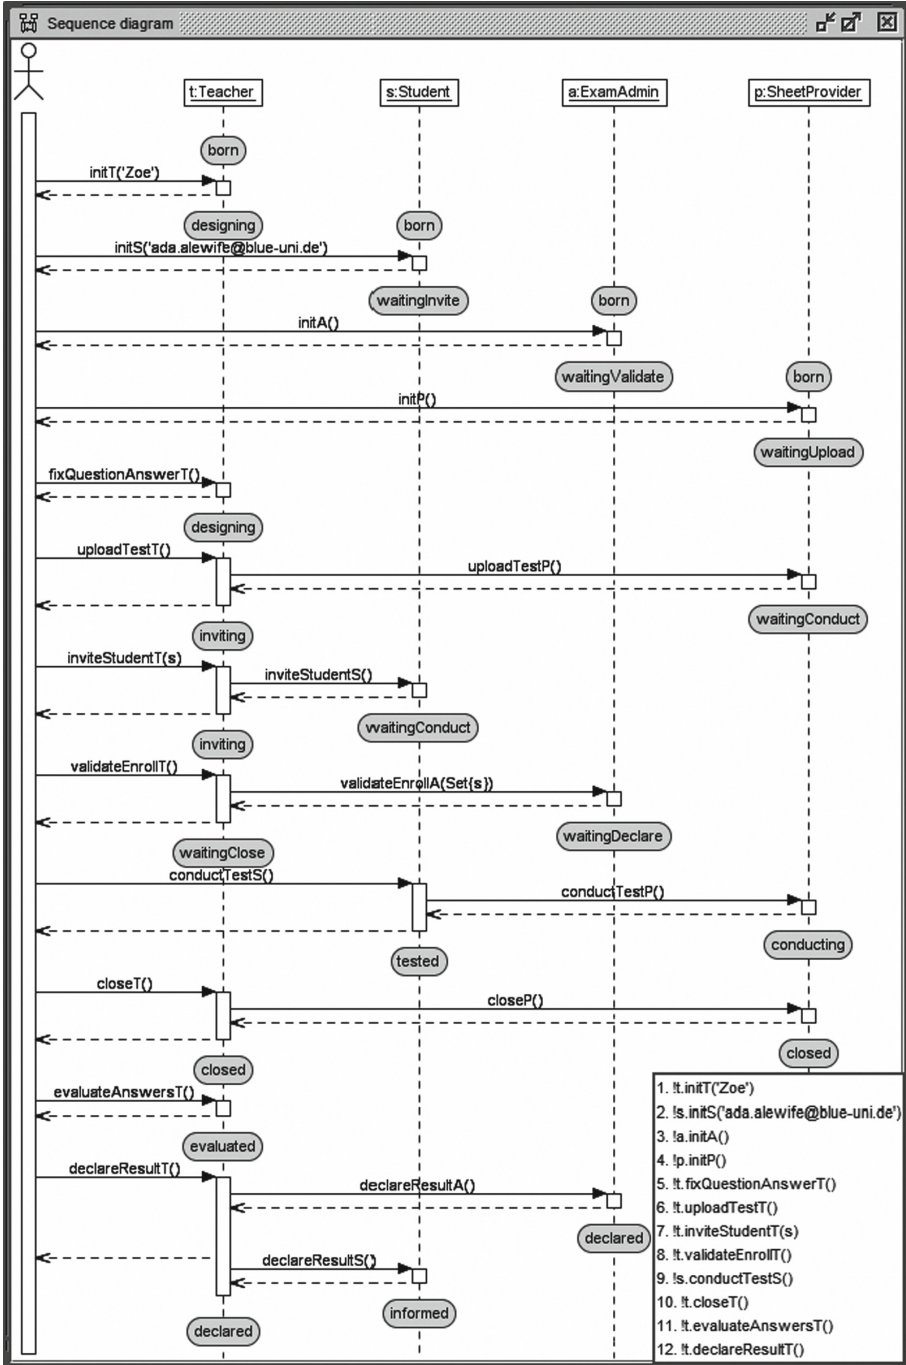 Sequence diagram
t:Teacher s:Student a:ExamAdmin p:SheetProvider
born
initT('Zoe')
designing born
initS('ada.alewife@blue-uni.de')
waitingInvite born
initA()
waitingValidate born
initP()
waitingUpload
fixQuestionAnswerT()
designing
uploadTestT()
uploadTestP()
waitingConduct
inviting
inviteStudentT(s)
inviteStudentS()
waitingConduct
inviting
validateEnrollT()
validateEnrollA(Set{s})
waitingDeclare
waitingClose
conductTestS()
conductTestP()
conducting
tested
closeT()
closeP()
closed
closed
evaluateAnswersT()
evaluated
declareResultT()
declareResultA()
declared
declareResultS()
informed
declared
1. !t.initT('Zoe')
2. !s.initS('ada.alewife@blue-uni.de')
3. !a.initA()
4. !p.initP()
5. !t.fixQuestionAnswerT()
6. !t.uploadTestT()
7. !t.inviteStudentT(s)
8. !t.validateEnrollT()
9. !s.conductTestS()
10. !t.closeT()
11. !t.evaluateAnswersT()
12. !t.declareResultT()